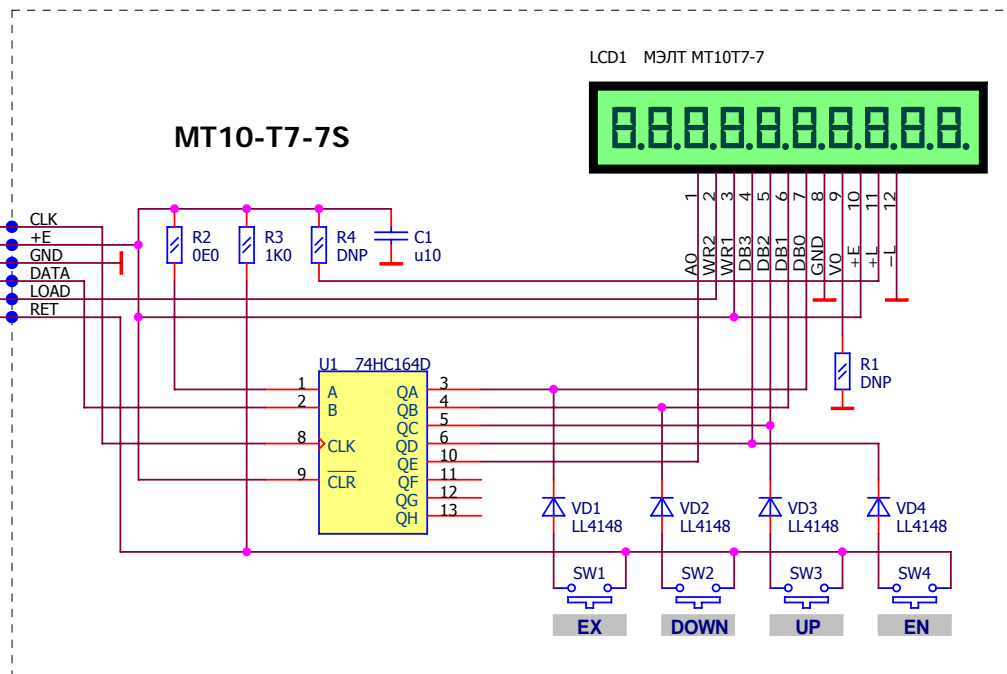 LCD1 МЭЛТ MT10T7-7
MT10-T7-7S
1 2 3 4 5 6 7 8 9 10 11 12
A0 WR2 WR1 DB3 DB2 DB1 DB0 GND V0 +E +L -L
CLK
+E
GND
DATA
LOAD
RET
R2
0E0
R3
1K0
R4
DNP
C1
u10
R1
DNP
U1 74HC164D
1 A QA 3
2 B QB 4
QC 5
8 CLK QD 6
QE 10
9 CLR QF 11
QG 12
QH 13
VD1
LL4148
VD2
LL4148
VD3
LL4148
VD4
LL4148
SW1 SW2 SW3 SW4
EX DOWN UP EN